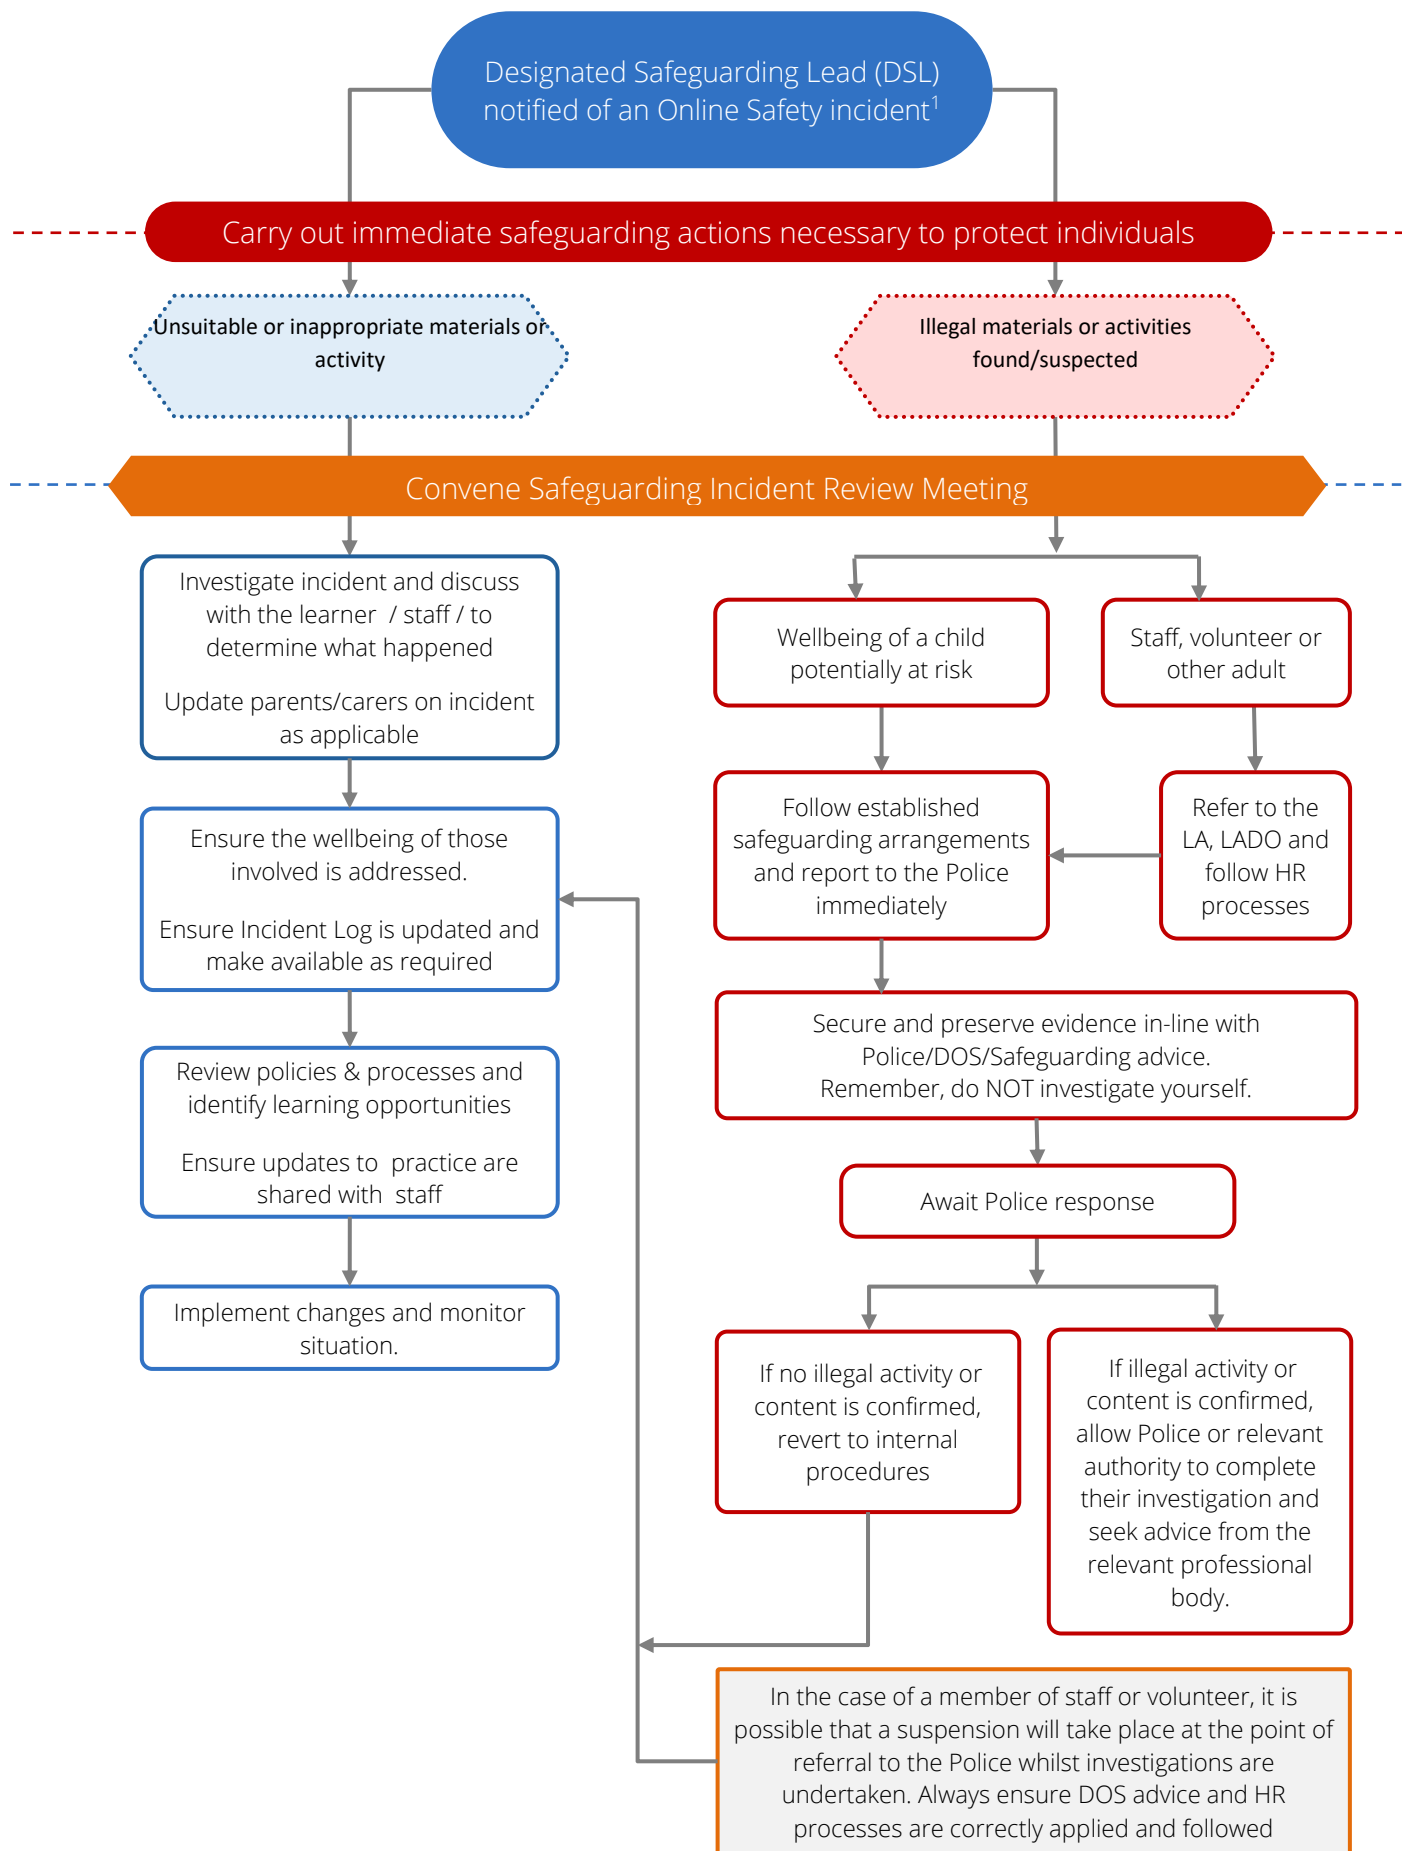 Designated Safeguarding Lead (DSL)
notified of an Online Safety incident1
Carry out immediate safeguarding actions necessary to protect individuals
Unsuitable or inappropriate materials or
activity
Illegal materials or activities
found/suspected
Convene Safeguarding Incident Review Meeting
Investigate incident and discuss
with the learner / staff / to
determine what happened
Update parents/carers on incident
as applicable
Wellbeing of a child
potentially at risk
Staff, volunteer or
other adult
Ensure the wellbeing of those
involved is addressed.
Ensure Incident Log is updated and
make available as required
Follow established
safeguarding arrangements
and report to the Police
immediately
Refer to the
LA, LADO and
follow HR
processes
Review policies & processes and
identify learning opportunities
Ensure updates to practice are
shared with staff
Secure and preserve evidence in-line with
Police/DOS/Safeguarding advice.
Remember, do NOT investigate yourself.
Await Police response
Implement changes and monitor
situation.
If no illegal activity or
content is confirmed,
revert to internal
procedures
If illegal activity or
content is confirmed,
allow Police or relevant
authority to complete
their investigation and
seek advice from the
relevant professional
body.
In the case of a member of staff or volunteer, it is
possible that a suspension will take place at the point of
referral to the Police whilst investigations are
undertaken. Always ensure DOS advice and HR
processes are correctly applied and followed